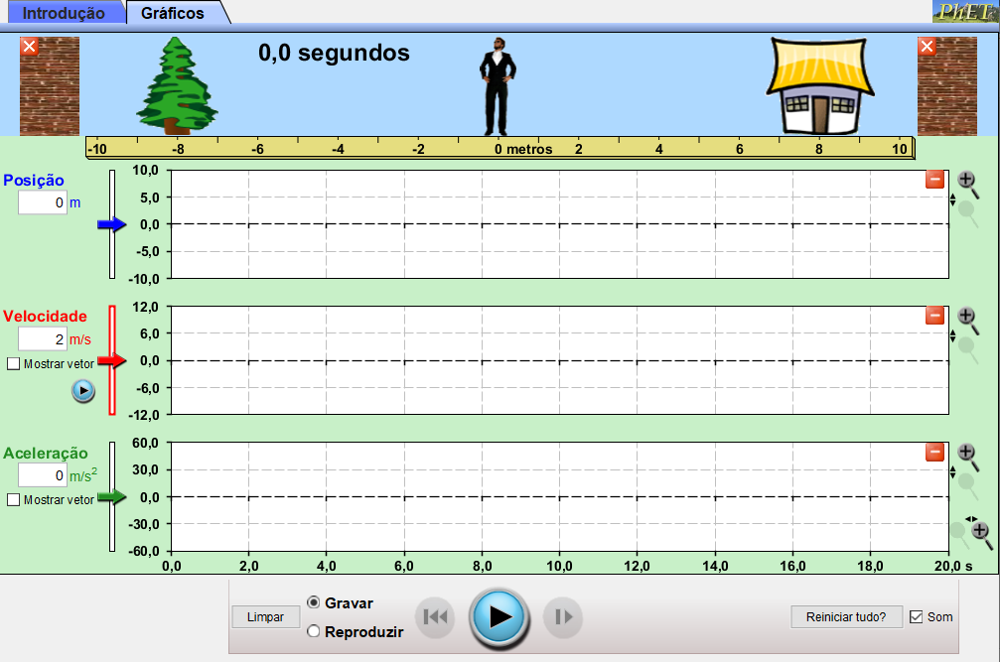 Introdução
Gráficos
PhET
0,0 segundos
-10 -8 -6 -4 -2 0 metros 2 4 6 8 10
Posição
0 m
10,0
5,0
0,0
-5,0
-10,0
Velocidade
2 m/s
Mostrar vetor
12,0
6,0
0,0
-6,0
-12,0
Aceleração
0 m/s²
Mostrar vetor
60,0
30,0
0,0
-30,0
-60,0
0,0 2,0 4,0 6,0 8,0 10,0 12,0 14,0 16,0 18,0 20,0 s
Limpar
Gravar
Reproduzir
Reiniciar tudo?
Som